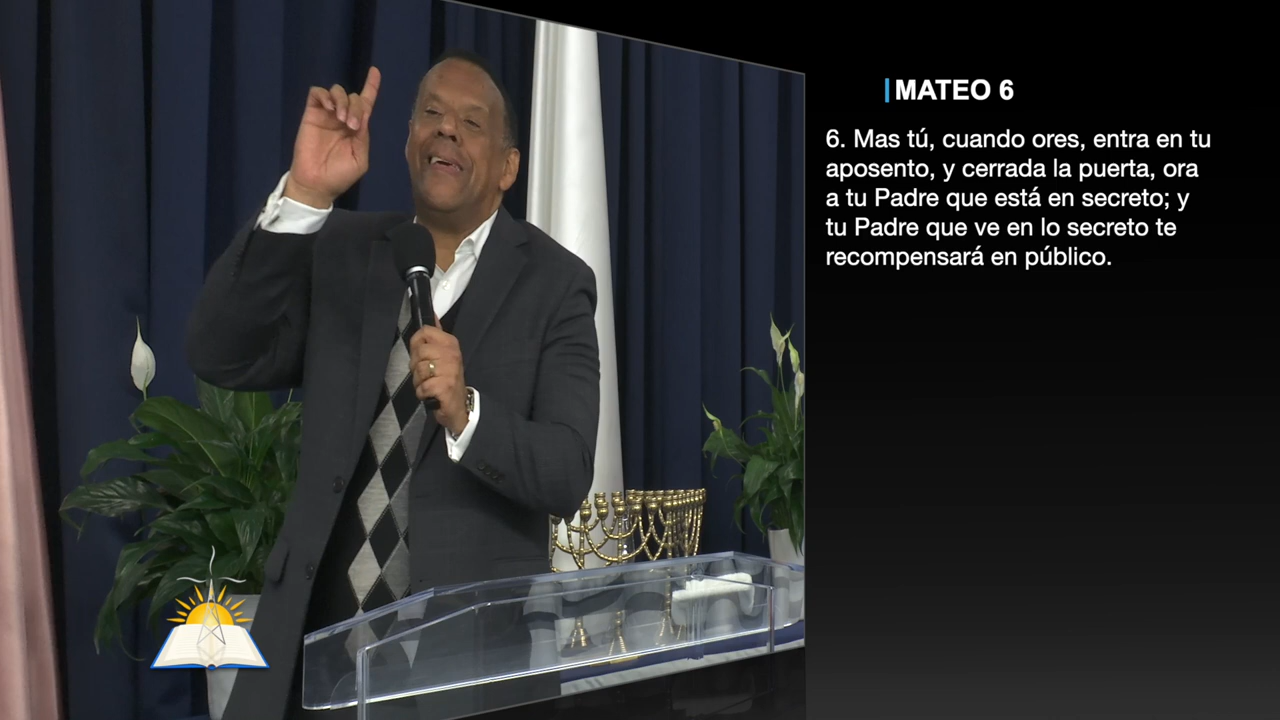 MATEO 6
6. Mas tú, cuando ores, entra en tu
aposento, y cerrada la puerta, ora
a tu Padre que está en secreto; y
tu Padre que ve en lo secreto te
recompensará en público.